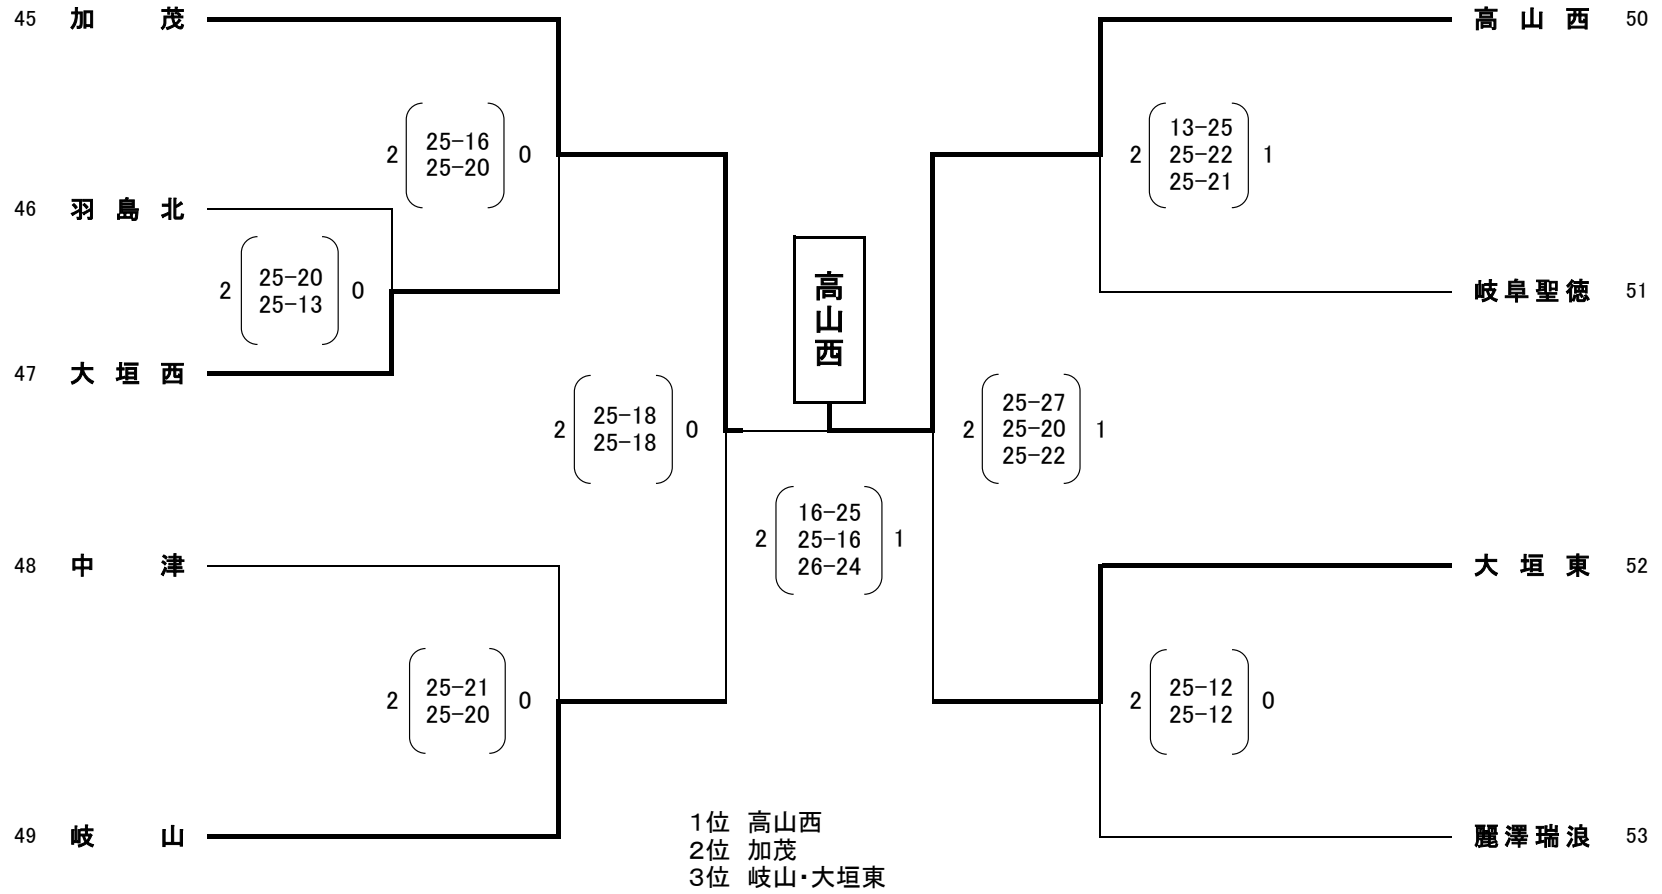 45 加茂
高山西 50
2 25-16 0
25-20
2 13-25 1
25-22
25-21
46 羽島北
2 25-20 0
25-13
高山西
岐阜聖徳 51
47 大垣西
2 25-18 0
25-18
2 25-27 1
25-20
25-22
2 16-25 1
25-16
26-24
48 中津
大垣東 52
2 25-21 0
25-20
2 25-12 0
25-12
49 岐山
麗澤瑞浪 53
1位 高山西
2位 加茂
3位 岐山・大垣東